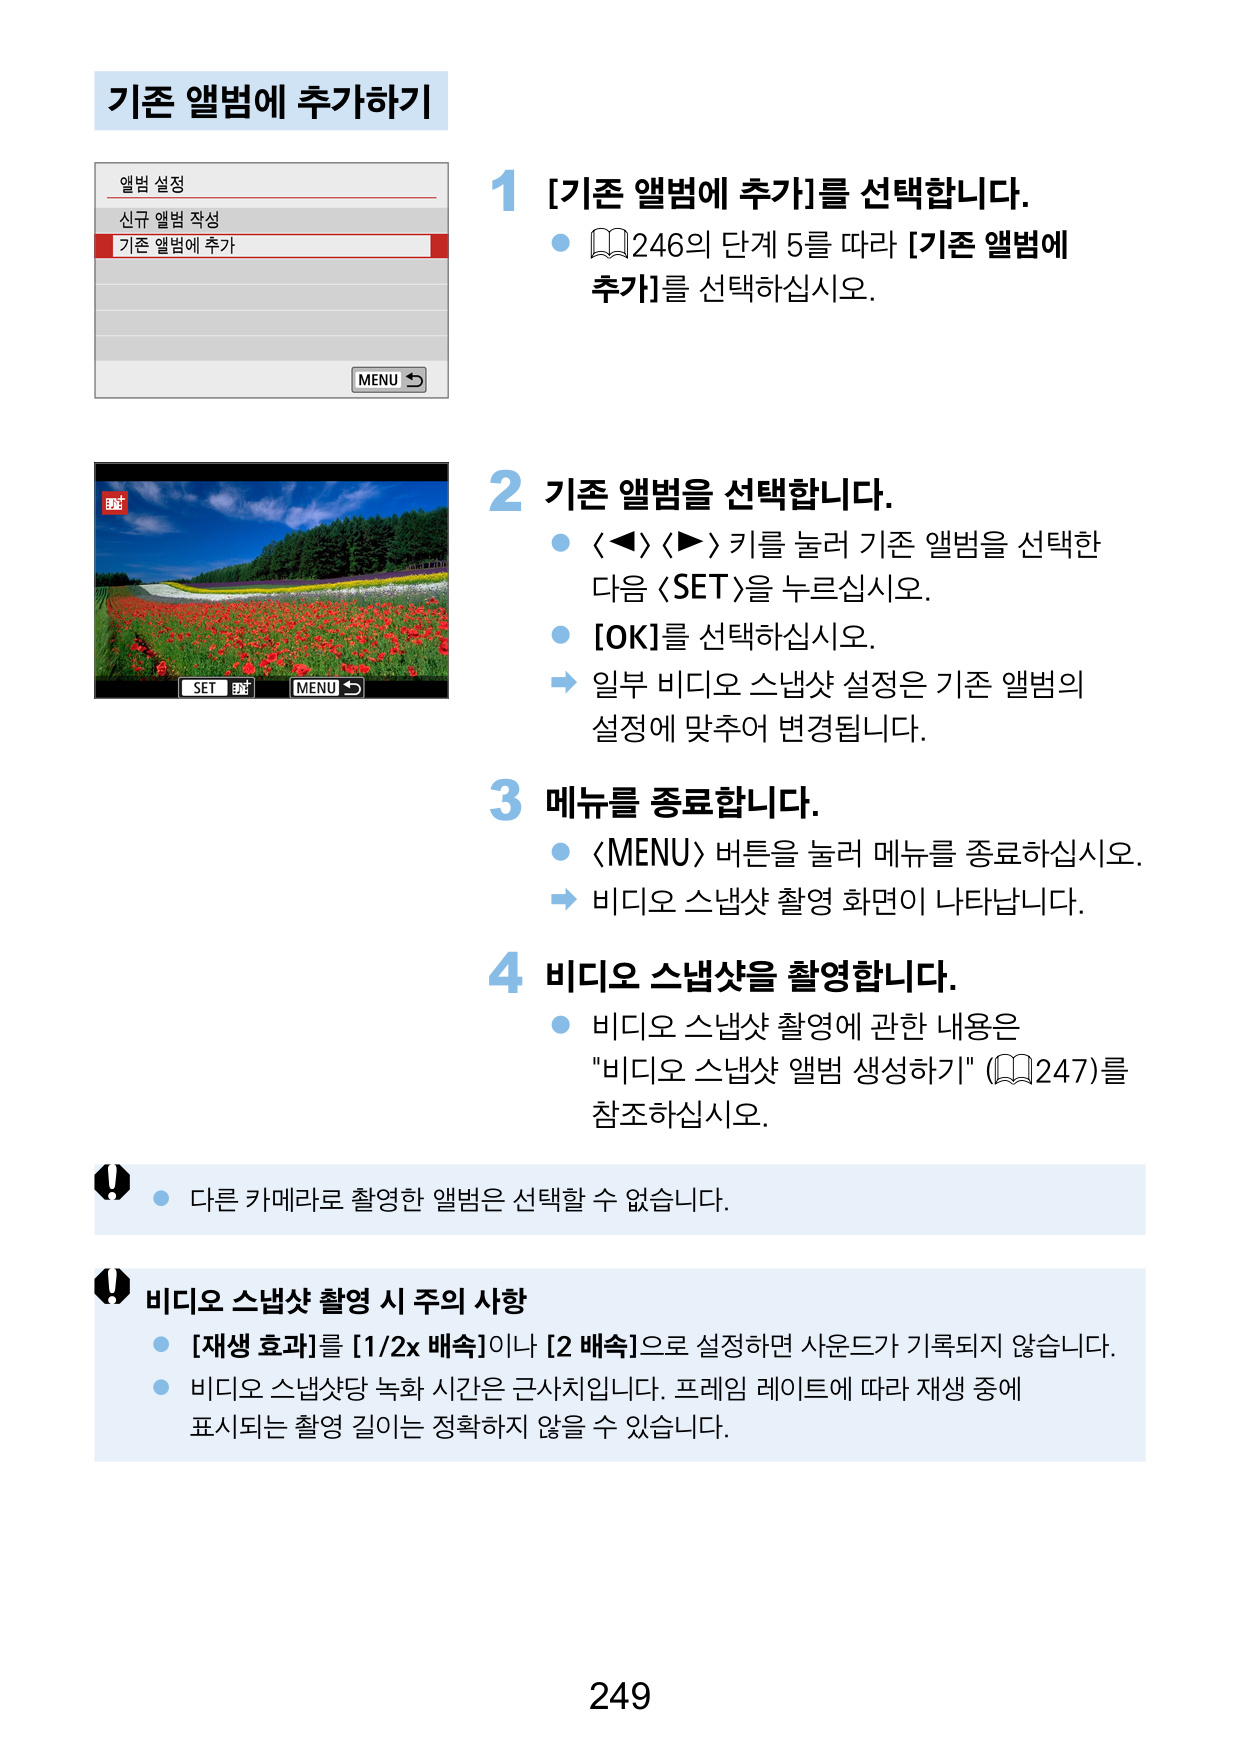 기존 앨범에 추가하기
앨범 설정
신규 앨범 작성
기존 앨범에 추가
MENU
1 [기존 앨범에 추가]를 선택합니다.
● 246의 단계 5를 따라 [기존 앨범에
추가]를 선택하십시오.
SET MENU
2 기존 앨범을 선택합니다.
● 〈◀〉〈▶〉 키를 눌러 기존 앨범을 선택한
다음 〈SET〉을 누르십시오.
● [OK]를 선택하십시오.
➡ 일부 비디오 스냅샷 설정은 기존 앨범의
설정에 맞추어 변경됩니다.
3 메뉴를 종료합니다.
● 〈MENU〉 버튼을 눌러 메뉴를 종료하십시오.
➡ 비디오 스냅샷 촬영 화면이 나타납니다.
4 비디오 스냅샷을 촬영합니다.
● 비디오 스냅샷 촬영에 관한 내용은
"비디오 스냅샷 앨범 생성하기" (247)를
참조하십시오.
● 다른 카메라로 촬영한 앨범은 선택할 수 없습니다.
비디오 스냅샷 촬영 시 주의 사항
● [재생 효과]를 [1/2x 배속]이나 [2 배속]으로 설정하면 사운드가 기록되지 않습니다.
● 비디오 스냅샷당 녹화 시간은 근사치입니다. 프레임 레이트에 따라 재생 중에
표시되는 촬영 길이는 정확하지 않을 수 있습니다.
249